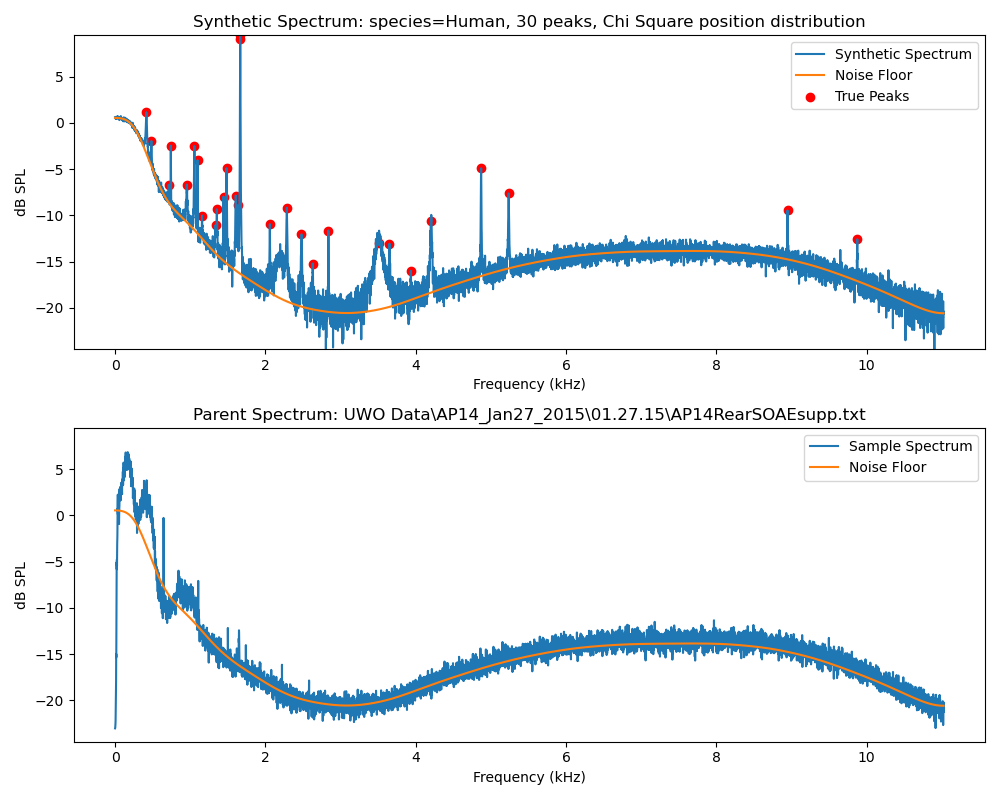 Synthetic Spectrum: species=Human, 30 peaks, Chi Square position distribution
Synthetic Spectrum
Noise Floor
True Peaks
dB SPL
5
0
−5
−10
−15
−20
0 2 4 6 8 10
Frequency (kHz)
Parent Spectrum: UWO Data\AP14_Jan27_2015\01.27.15\AP14RearSOAEsupp.txt
Sample Spectrum
Noise Floor
dB SPL
5
0
−5
−10
−15
−20
0 2 4 6 8 10
Frequency (kHz)